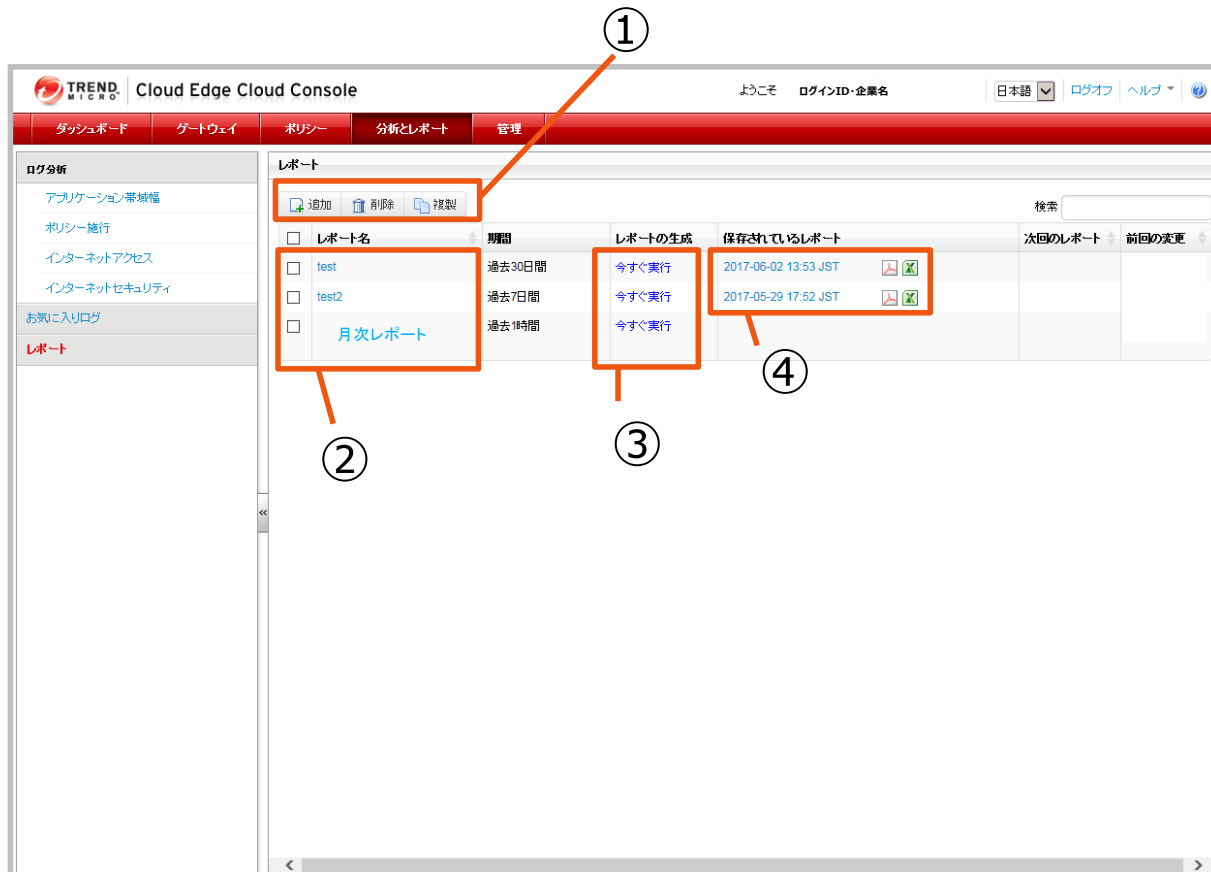 ①
TREND MICRO Cloud Edge Cloud Console ようこそ ログインID・企業名 日本語 ログオフ ヘルプ ?
ダッシュボード ゲートウェイ ポリシー 分析とレポート 管理
ログ分析
アプリケーション帯域幅
ポリシー施行
インターネットアクセス
インターネットセキュリティ
お気に入りログ
レポート
レポート
追加 削除 複製 検索
レポート名 期間 レポートの生成 保存されているレポート 次回のレポート 前回の変更
test 過去30日間 今すぐ実行 2017-06-02 13:53 JST
test2 過去7日間 今すぐ実行 2017-05-29 17:52 JST
月次レポート 過去1時間 今すぐ実行
④
③
②
«